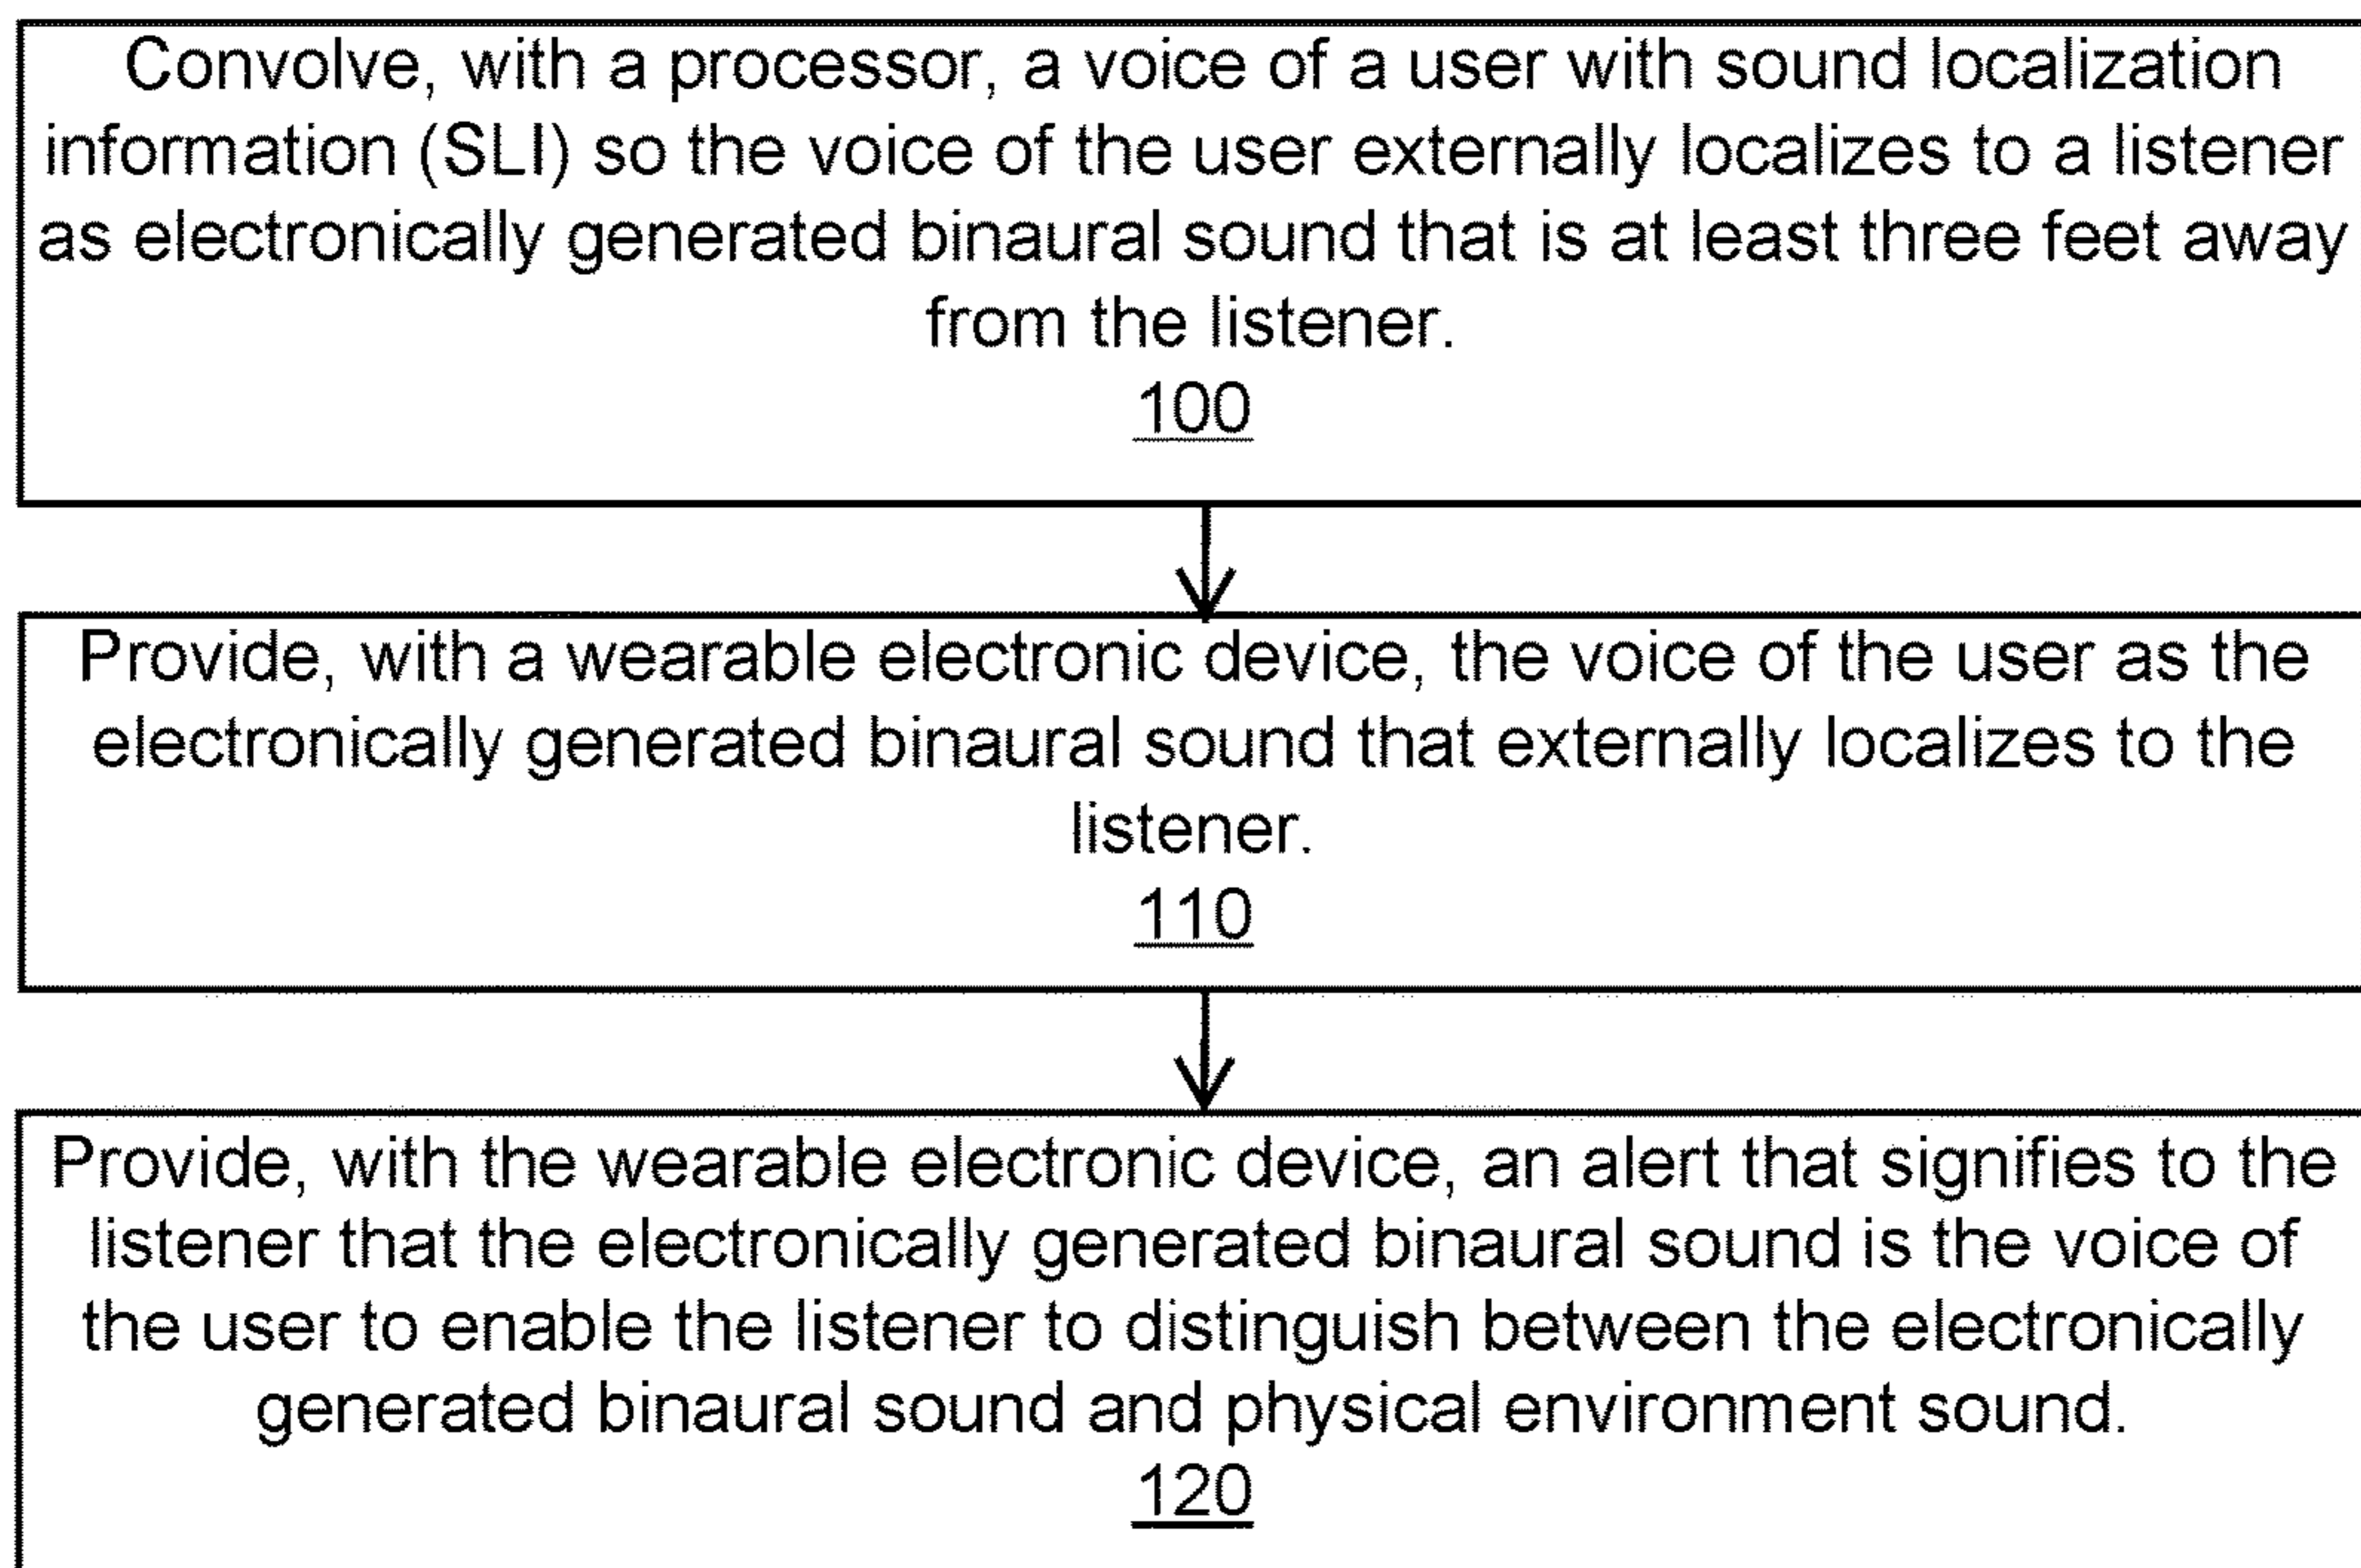 Convolve, with a processor, a voice of a user with sound localization
information (SLI) so the voice of the user externally localizes to a listener
as electronically generated binaural sound that is at least three feet away
from the listener.
100
Provide, with a wearable electronic device, the voice of the user as the
electronically generated binaural sound that externally localizes to the
listener.
110
Provide, with the wearable electronic device, an alert that signifies to the
listener that the electronically generated binaural sound is the voice of
the user to enable the listener to distinguish between the electronically
generated binaural sound and physical environment sound.
120